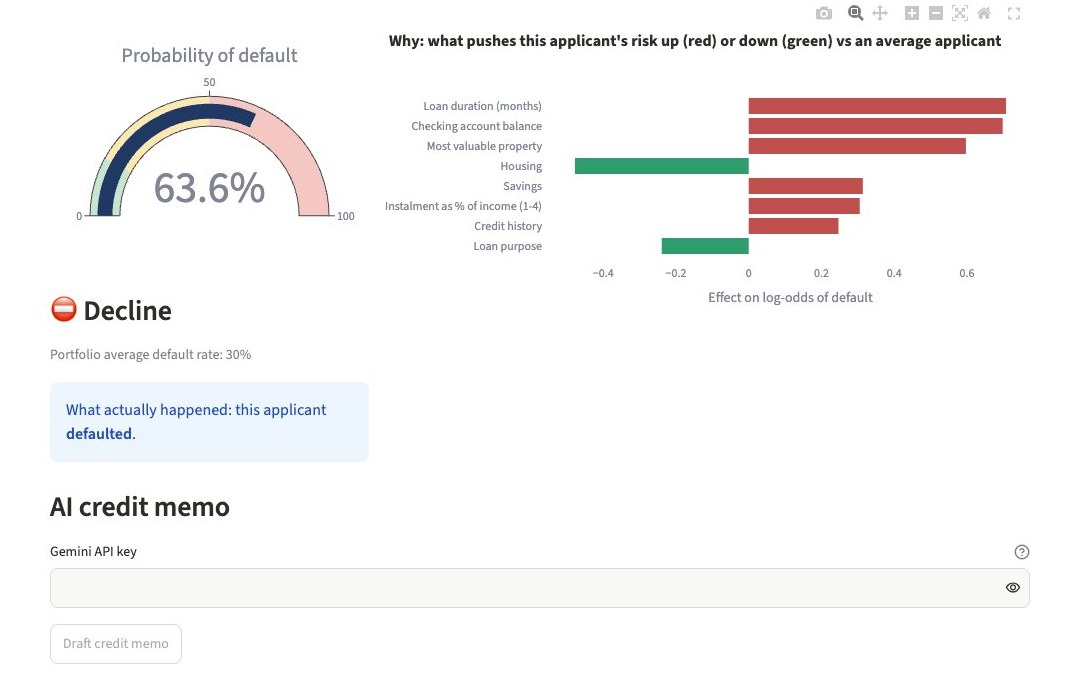 Probability of default
50
63.6%
0
100
Why: what pushes this applicant's risk up (red) or down (green) vs an average applicant
Loan duration (months)
Checking account balance
Most valuable property
Housing
Savings
Instalment as % of income (1-4)
Credit history
Loan purpose
−0.4
−0.2
0
0.2
0.4
0.6
Effect on log-odds of default
Decline
Portfolio average default rate: 30%
What actually happened: this applicant
defaulted.
AI credit memo
Gemini API key
Draft credit memo